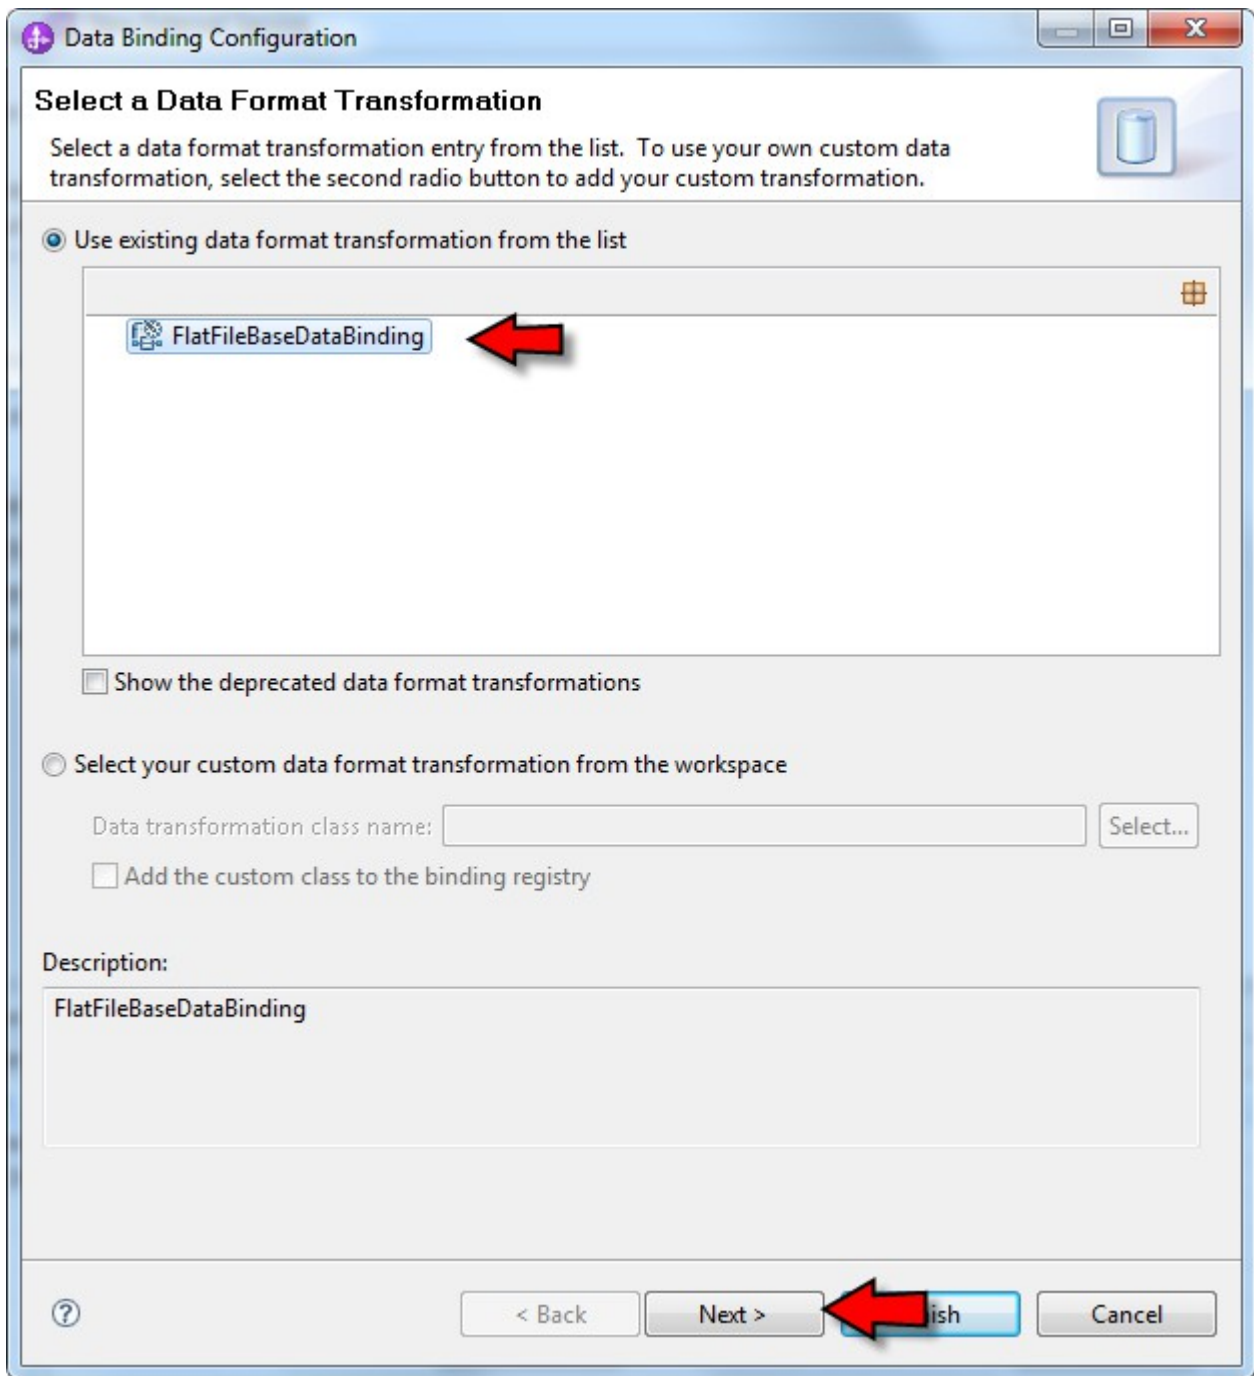 Data Binding Configuration
Select a Data Format Transformation
Select a data format transformation entry from the list. To use your own custom data
transformation, select the second radio button to add your custom transformation.
Use existing data format transformation from the list
FlatFileBaseDataBinding
Show the deprecated data format transformations
Select your custom data format transformation from the workspace
Data transformation class name:
Select...
Add the custom class to the binding registry
Description:
FlatFileBaseDataBinding
< Back
Next >
Cancel